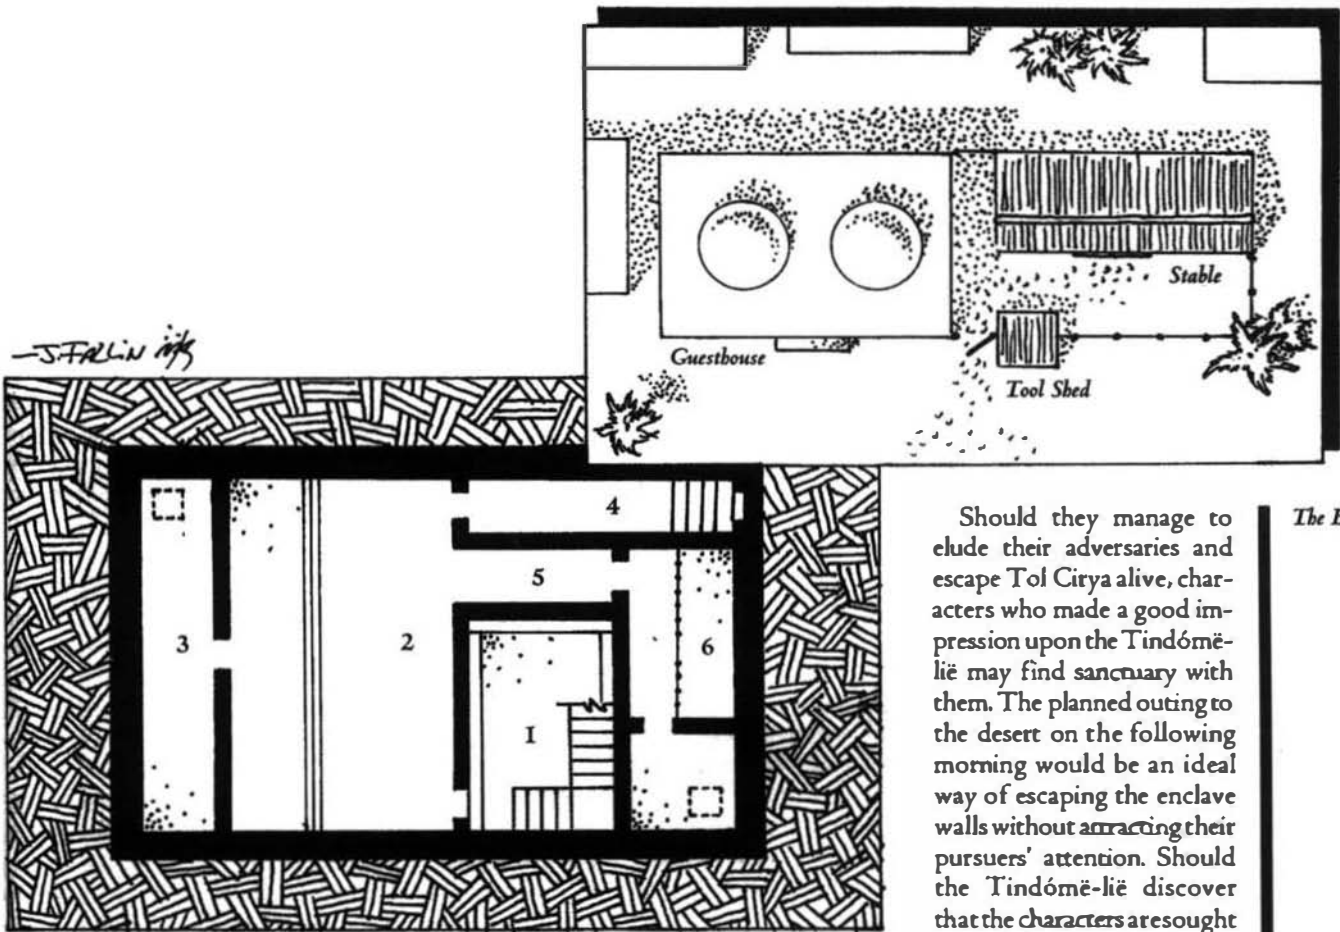 Stable
Guesthouse
Tool Shed
—J. FALLIN
4
5
3
2
6
1
Should they manage to
elude their adversaries and
escape Tol Cirya alive, char-
acters who made a good im-
pression upon the Tindómë-
lië may find sanctuary with
them. The planned outing to
the desert on the following
morning would be an ideal
way of escaping the enclave
walls without attracting their
pursuers' attention. Should
the Tindómë-lië discover
that the characters are sought
The